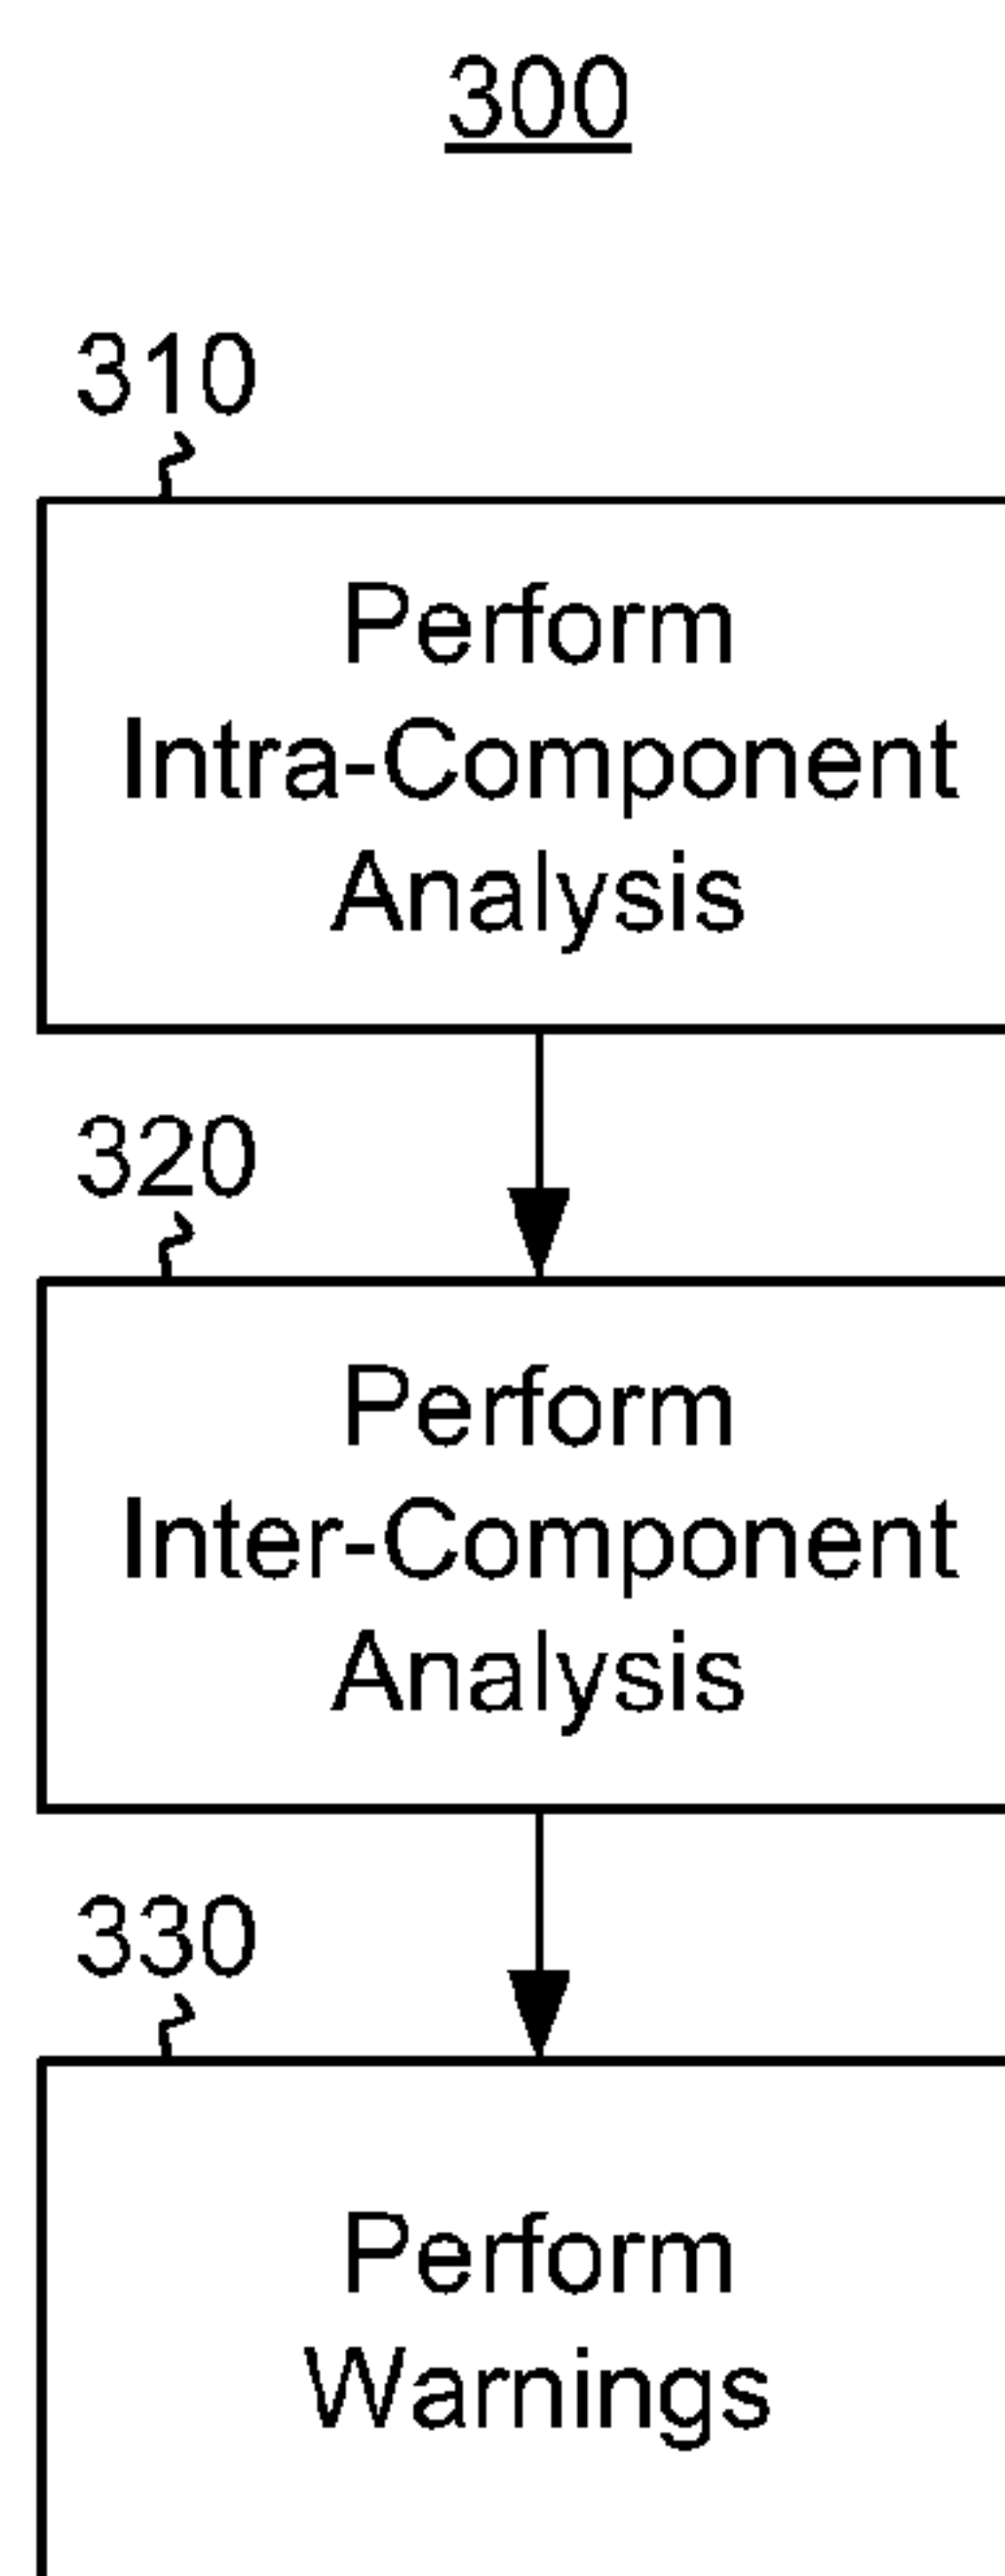 300
310
Perform
Intra-Component
Analysis
320
Perform
Inter-Component
Analysis
330
Perform
Warnings